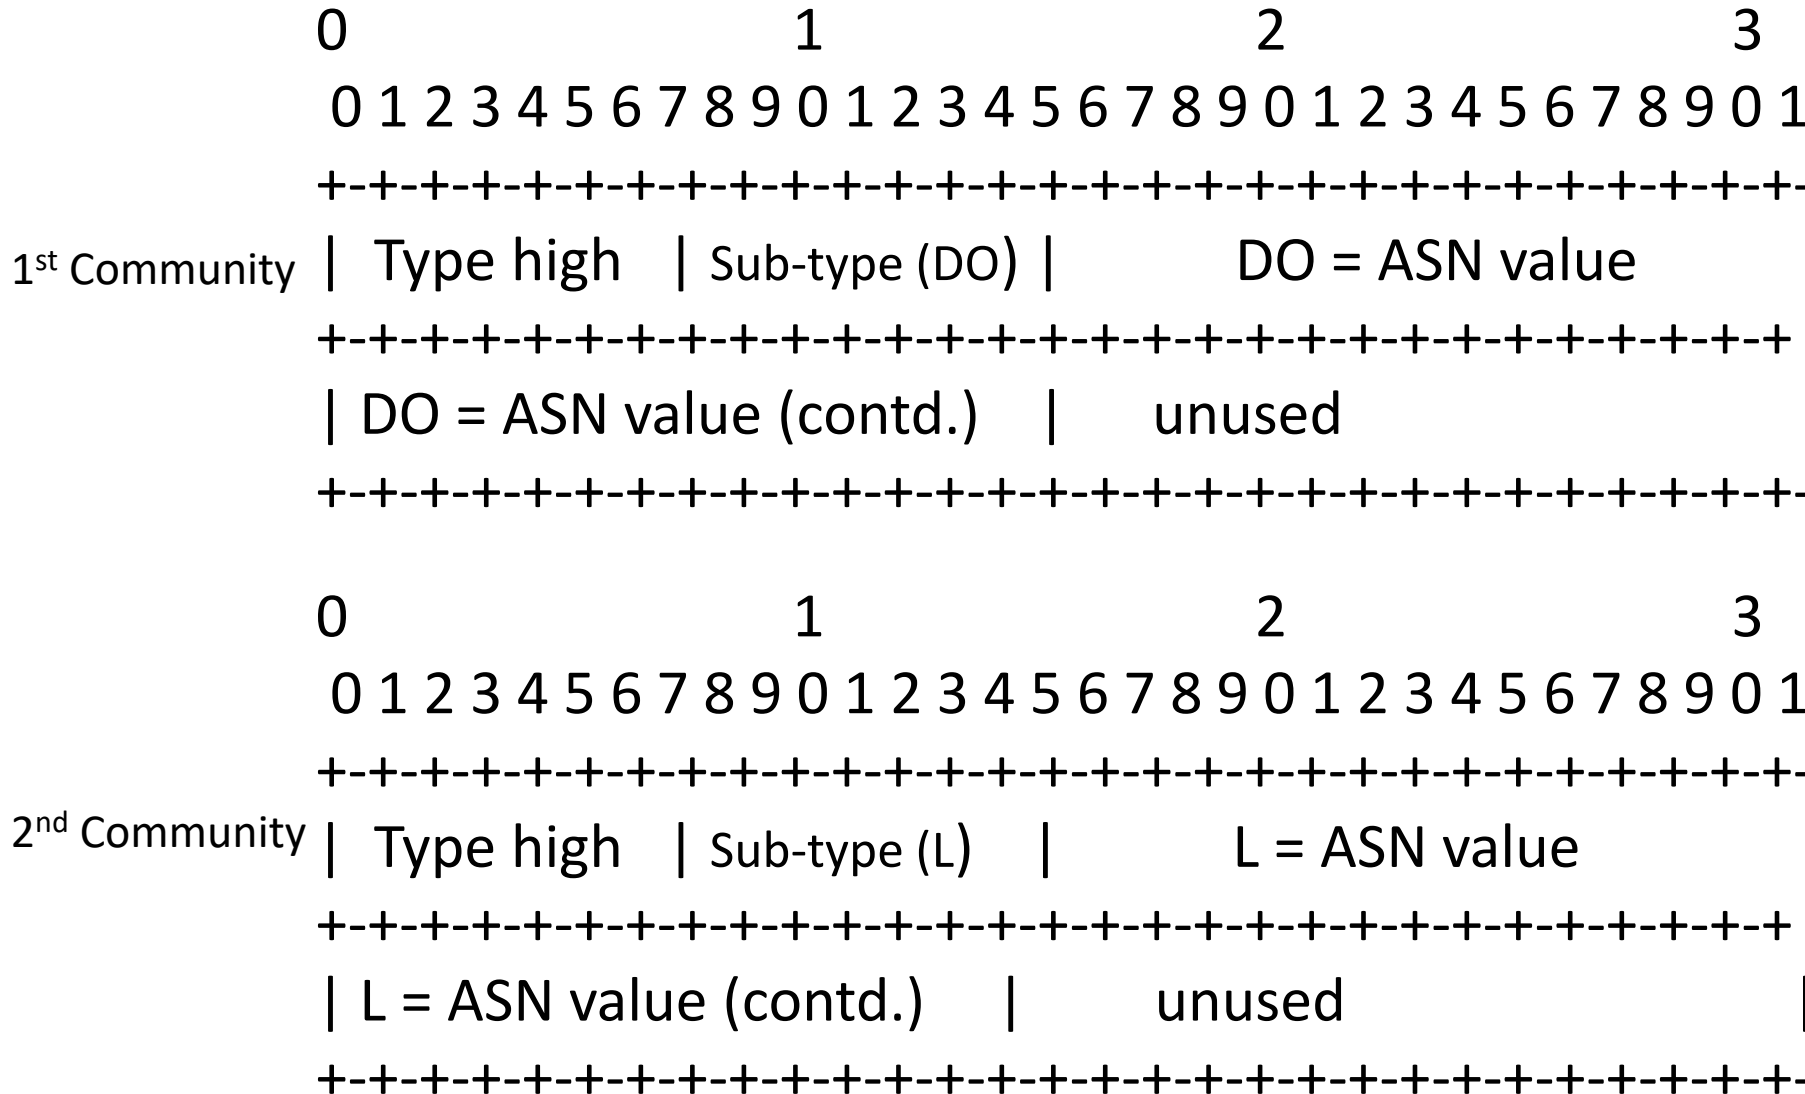 0 1 2 3
0 1 2 3 4 5 6 7 8 9 0 1 2 3 4 5 6 7 8 9 0 1 2 3 4 5 6 7 8 9 0 1
+-+-+-+-+-+-+-+-+-+-+-+-+-+-+-+-+-+-+-+-+-+-+-+-+-+-+-+-+-+-
1st Community | Type high | Sub-type (DO) | DO = ASN value
+-+-+-+-+-+-+-+-+-+-+-+-+-+-+-+-+-+-+-+-+-+-+-+-+-+-+-+-+-+
| DO = ASN value (contd.) | unused
+-+-+-+-+-+-+-+-+-+-+-+-+-+-+-+-+-+-+-+-+-+-+-+-+-+-+-+-+-+-
0 1 2 3
0 1 2 3 4 5 6 7 8 9 0 1 2 3 4 5 6 7 8 9 0 1 2 3 4 5 6 7 8 9 0 1
+-+-+-+-+-+-+-+-+-+-+-+-+-+-+-+-+-+-+-+-+-+-+-+-+-+-+-+-+-+-
2nd Community | Type high | Sub-type (L) | L = ASN value
+-+-+-+-+-+-+-+-+-+-+-+-+-+-+-+-+-+-+-+-+-+-+-+-+-+-+-+-+-+
| L = ASN value (contd.) | unused |
+-+-+-+-+-+-+-+-+-+-+-+-+-+-+-+-+-+-+-+-+-+-+-+-+-+-+-+-+-+-